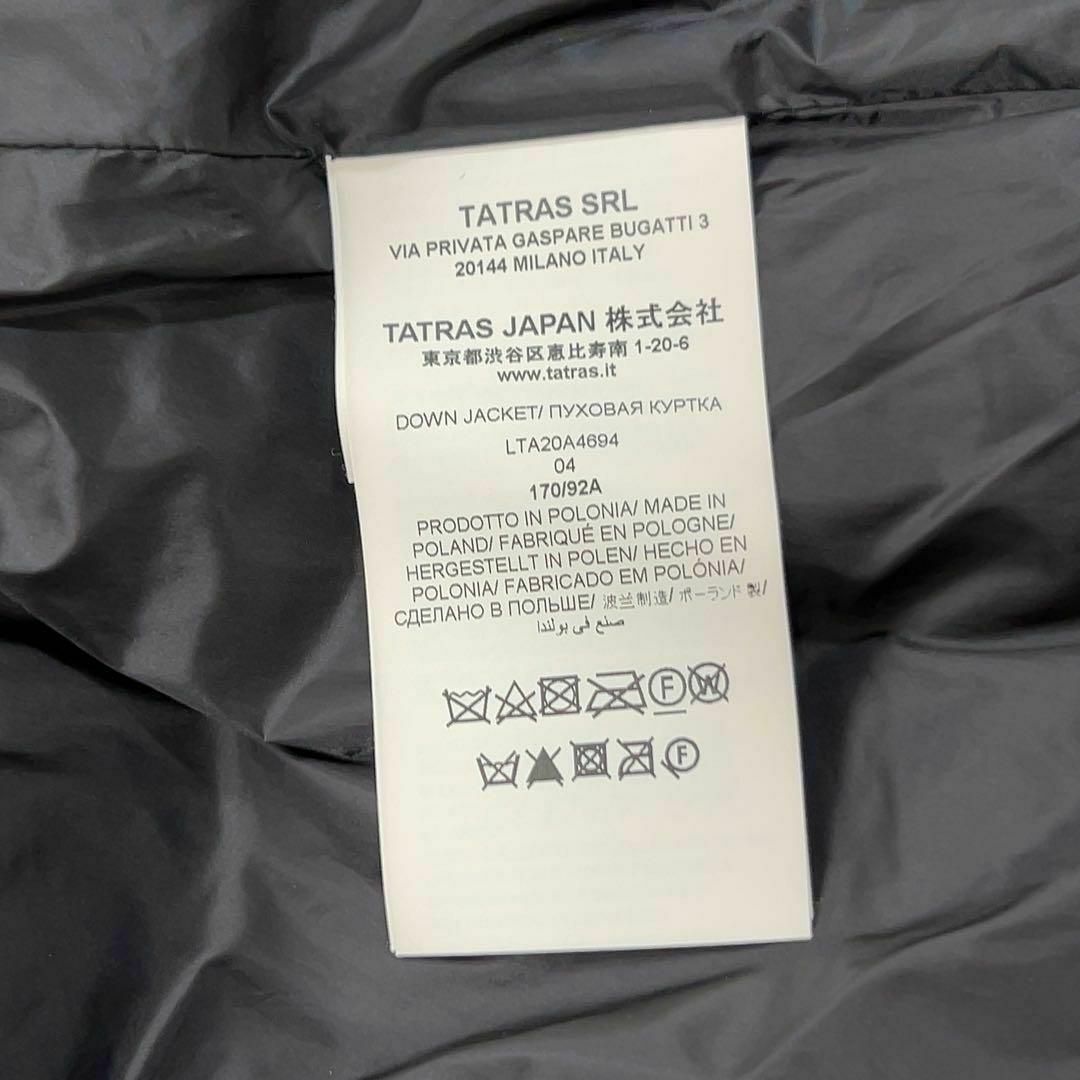 TATRAS SRL
VIA PRIVATA GASPARE BUGATTI 3
20144 MILANO ITALY
TATRAS JAPAN 株式会社
東京都渋谷区恵比寿南 1-20-6
www.tatras.it
DOWN JACKET/ ПУХОВАЯ КУРТКА
LTA20A4694
04
170/92A
PRODOTTO IN POLONIA/ MADE IN
POLAND/ FABRIQUÉ EN POLOGNE/
HERGESTELLT IN POLEN/ HECHO EN
POLONIA/ FABRICADO EM POLÓNIA/
СДЕЛАНО В ПОЛЬШЕ/ 波兰制造/ ポーランド 製/
صنع في بولندا
F W
F